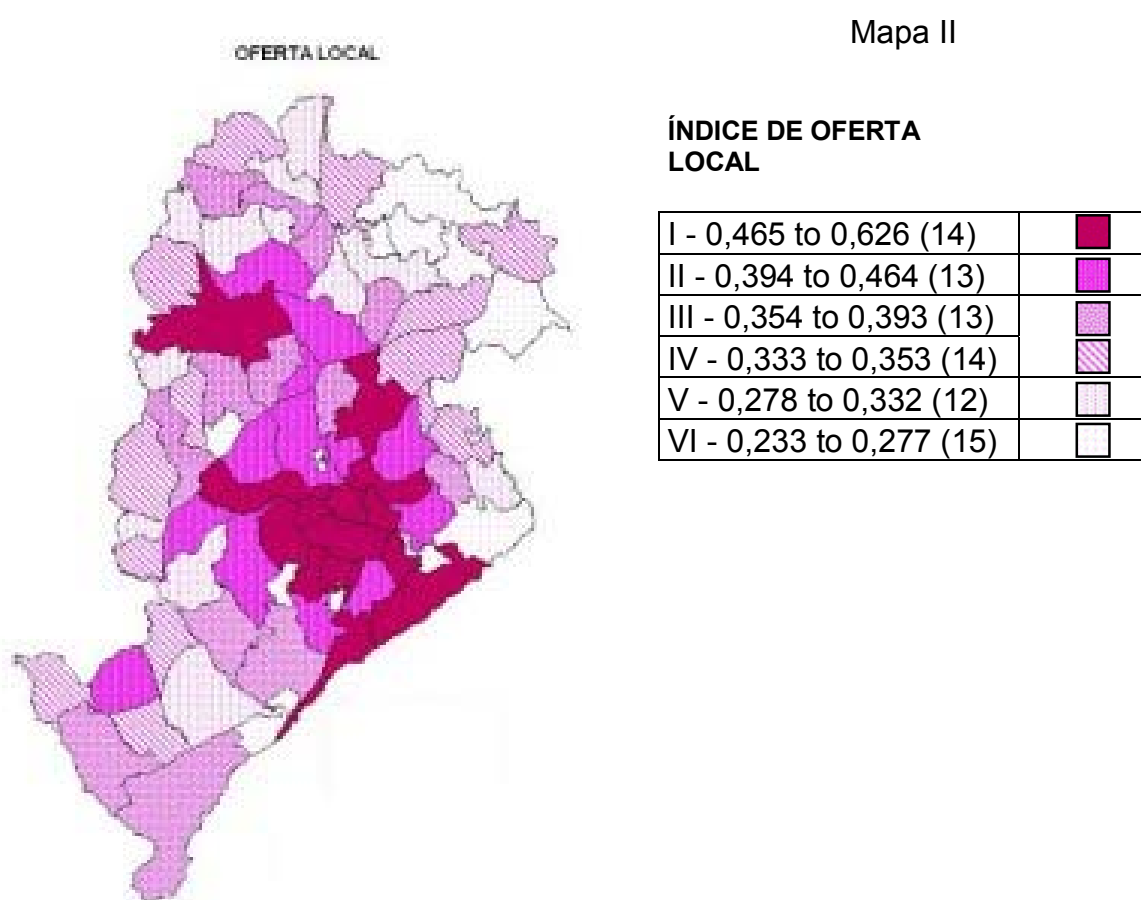 Mapa II
OFERTA LOCAL
ÍNDICE DE OFERTA
LOCAL
I - 0,465 to 0,626 (14)
II - 0,394 to 0,464 (13)
III - 0,354 to 0,393 (13)
IV - 0,333 to 0,353 (14)
V - 0,278 to 0,332 (12)
VI - 0,233 to 0,277 (15)